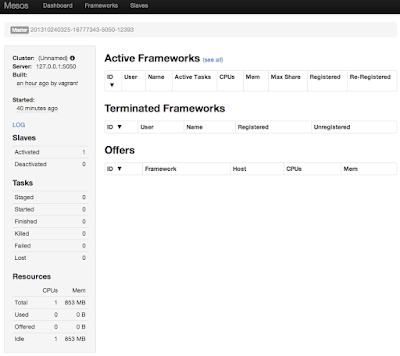 Mesos Dashboard Frameworks Slaves
Master 201310240325-16777343-5050-12393
Cluster: (Unnamed)
Server: 127.0.0.1:5050
Built:
an hour ago by vagrant
Started:
40 minutes ago
LOG
Slaves
Activated 1
Deactivated 0
Tasks
Staged 0
Started 0
Finished 0
Killed 0
Failed 0
Lost 0
Resources
CPUs Mem
Total 1 853 MB
Used 0 0 B
Offered 0 0 B
Idle 1 853 MB
Active Frameworks (see all)
ID ▼ User Name Active Tasks CPUs Mem Max Share Registered Re-Registered
Terminated Frameworks
ID ▼ User Name Registered Unregistered
Offers
ID ▼ Framework Host CPUs Mem